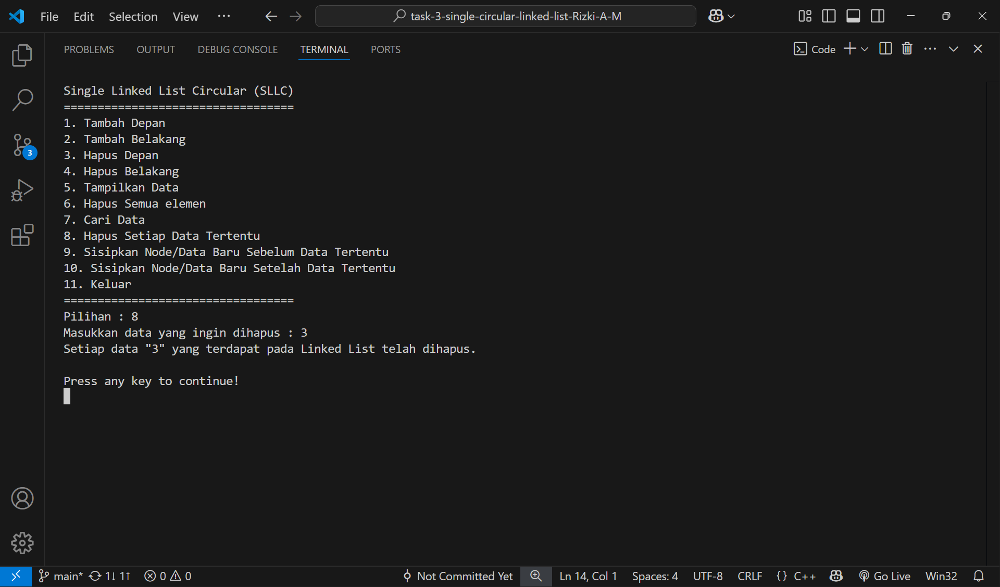 File Edit Selection View ··· task-3-single-circular-linked-list-Rizki-A-M
PROBLEMS OUTPUT DEBUG CONSOLE TERMINAL PORTS Code
Single Linked List Circular (SLLC)
==================================
1. Tambah Depan
2. Tambah Belakang
3. Hapus Depan
4. Hapus Belakang
5. Tampilkan Data
6. Hapus Semua elemen
7. Cari Data
8. Hapus Setiap Data Tertentu
9. Sisipkan Node/Data Baru Sebelum Data Tertentu
10. Sisipkan Node/Data Baru Setelah Data Tertentu
11. Keluar
==================================
Pilihan : 8
Masukkan data yang ingin dihapus : 3
Setiap data "3" yang terdapat pada Linked List telah dihapus.
Press any key to continue!
3
main* 1↓ 1↑ 0 0 Not Committed Yet Ln 14, Col 1 Spaces: 4 UTF-8 CRLF {} C++ Go Live Win32